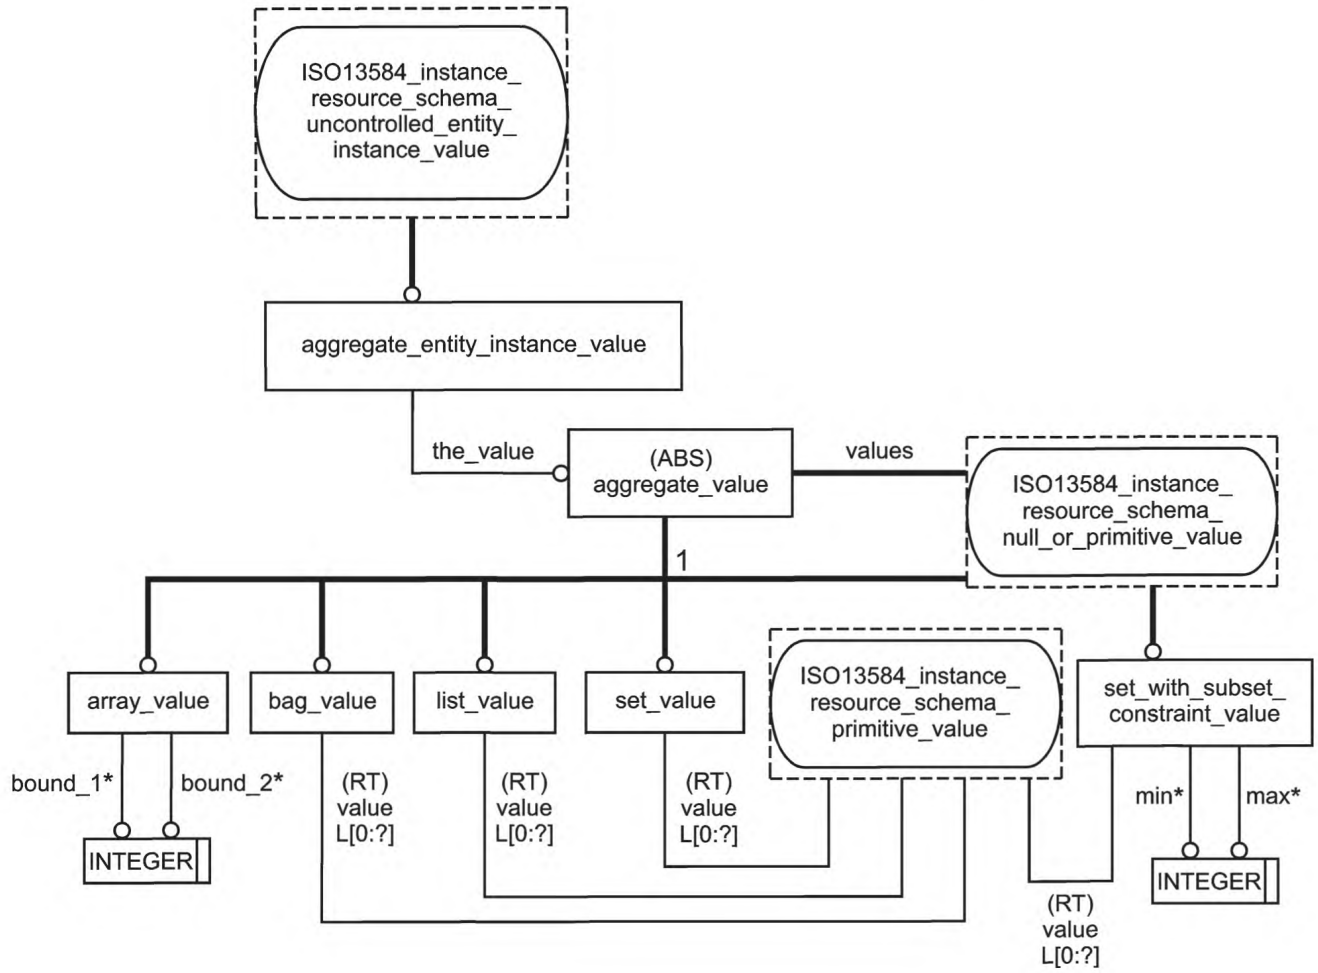 ISO13584_instance_
resource_schema_
uncontrolled_entity_
instance_value
aggregate_entity_instance_value
the_value
(ABS)
aggregate_value
values
ISO13584_instance_
resource_schema_
null_or_primitive_value
1
array_value
bag_value
list_value
set_value
ISO13584_instance_
resource_schema_
primitive_value
set_with_subset_
constraint_value
bound_1*
bound_2*
(RT)
value
L[0:?]
(RT)
value
L[0:?]
(RT)
value
L[0:?]
min*
max*
INTEGER
INTEGER
(RT)
value
L[0:?]